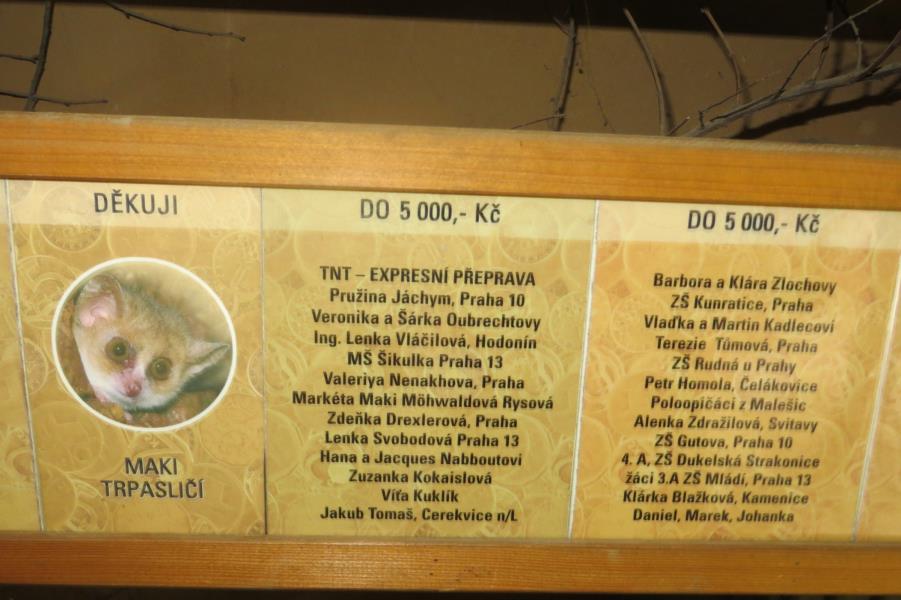 DĚKUJI
MAKI
TRPASLIČÍ
DO 5 000,- Kč
TNT – EXPRESNÍ PŘEPRAVA
Pružina Jáchym, Praha 10
Veronika a Šárka Oubrechtovy
Ing. Lenka Vláčilová, Hodonín
MŠ Šikulka Praha 13
Valeriya Nenakhova, Praha
Markéta Maki Möhwaldová Rysová
Zdeňka Drexlerová, Praha
Lenka Svobodová Praha 13
Hana a Jacques Nabboutovi
Zuzanka Kokaislová
Víťa Kuklík
Jakub Tomaš, Cerekvice n/L
DO 5 000,- Kč
Barbora a Klára Zlochovy
ZŠ Kunratice, Praha
Vlaďka a Martin Kadlecovi
Terezie Tůmová, Praha
ZŠ Rudná u Prahy
Petr Homola, Čelákovice
Poloopičáci z Malešic
Alenka Zdražilová, Svitavy
ZŠ Gutova, Praha 10
4. A, ZŠ Dukelská Strakonice
žáci 3.A ZŠ Mládí, Praha 13
Klárka Blažková, Kamenice
Daniel, Marek, Johanka